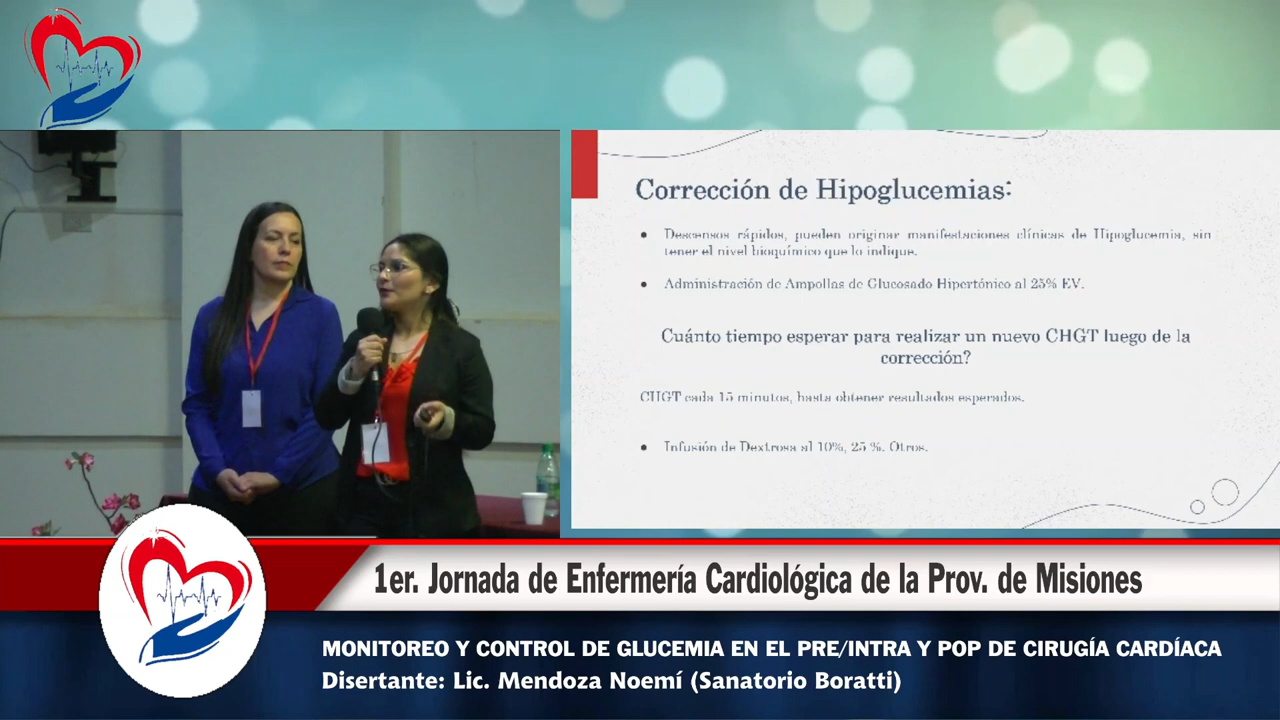 Corrección de Hipoglucemias:
• Descensos rápidos, pueden originar manifestaciones clínicas de Hipoglucemia, sin
tener el nivel bioquímico que lo indique.
• Administración de Ampollas de Glucosado Hipertónico al 25% EV.
Cuánto tiempo esperar para realizar un nuevo CHGT luego de la
corrección?
CHGT cada 15 minutos, hasta obtener resultados esperados.
• Infusión de Dextrosa al 10%, 25 %. Otros.
1er. Jornada de Enfermería Cardiológica de la Prov. de Misiones
MONITOREO Y CONTROL DE GLUCEMIA EN EL PRE/INTRA Y POP DE CIRUGÍA CARDÍACA
Disertante: Lic. Mendoza Noemí (Sanatorio Boratti)